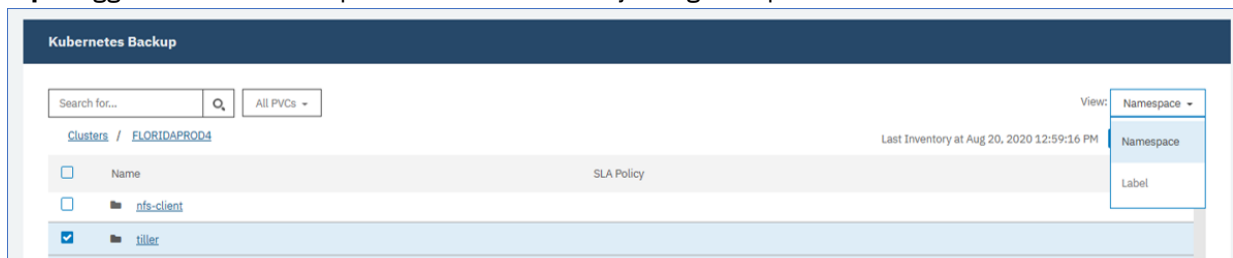 Kubernetes Backup
Search for...
All PVCs
View: Namespace
Clusters / FLORIDAPROD4
Last Inventory at Aug 20, 2020 12:59:16 PM
Namespace
Label
Name SLA Policy
nfs-client
tiller